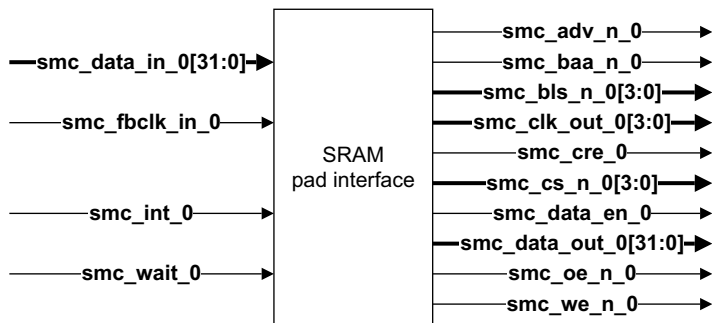 smc_data_in_0[31:0]
smc_fbclk_in_0
smc_int_0
smc_wait_0
SRAM
pad interface
smc_adv_n_0
smc_baa_n_0
smc_bls_n_0[3:0]
smc_clk_out_0[3:0]
smc_cre_0
smc_cs_n_0[3:0]
smc_data_en_0
smc_data_out_0[31:0]
smc_oe_n_0
smc_we_n_0